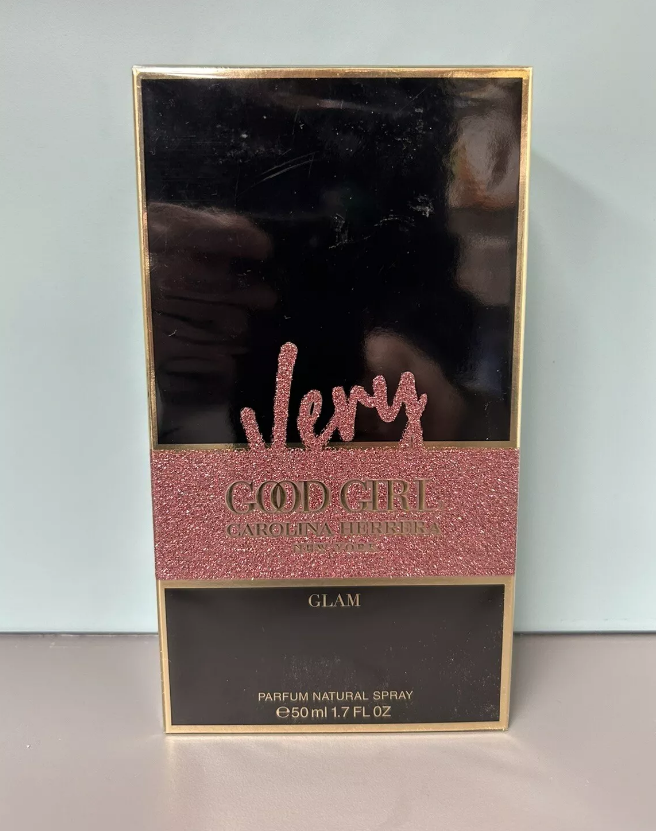 Very
GOOD GIRL
CAROLINA HERRERA
NEW YORK
GLAM
PARFUM NATURAL SPRAY
℮50 ml 1.7 FL OZ